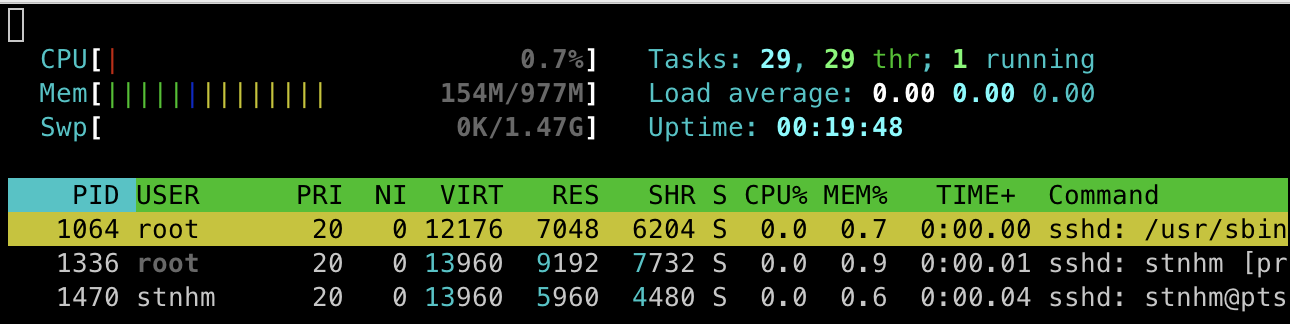 CPU[| 0.7%] Tasks: 29, 29 thr; 1 running
Mem[|||||||||||||| 154M/977M] Load average: 0.00 0.00 0.00
Swp[ 0K/1.47G] Uptime: 00:19:48
PID USER PRI NI VIRT RES SHR S CPU% MEM% TIME+ Command
1064 root 20 0 12176 7048 6204 S 0.0 0.7 0:00.00 sshd: /usr/sbin
1336 root 20 0 13960 9192 7732 S 0.0 0.9 0:00.01 sshd: stnhm [pr
1470 stnhm 20 0 13960 5960 4480 S 0.0 0.6 0:00.04 sshd: stnhm@pts